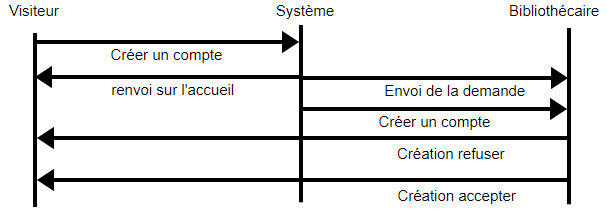 Visiteur
Système
Bibliothécaire
Créer un compte
renvoi sur l'accueil
Envoi de la demande
Créer un compte
Création refuser
Création accepter